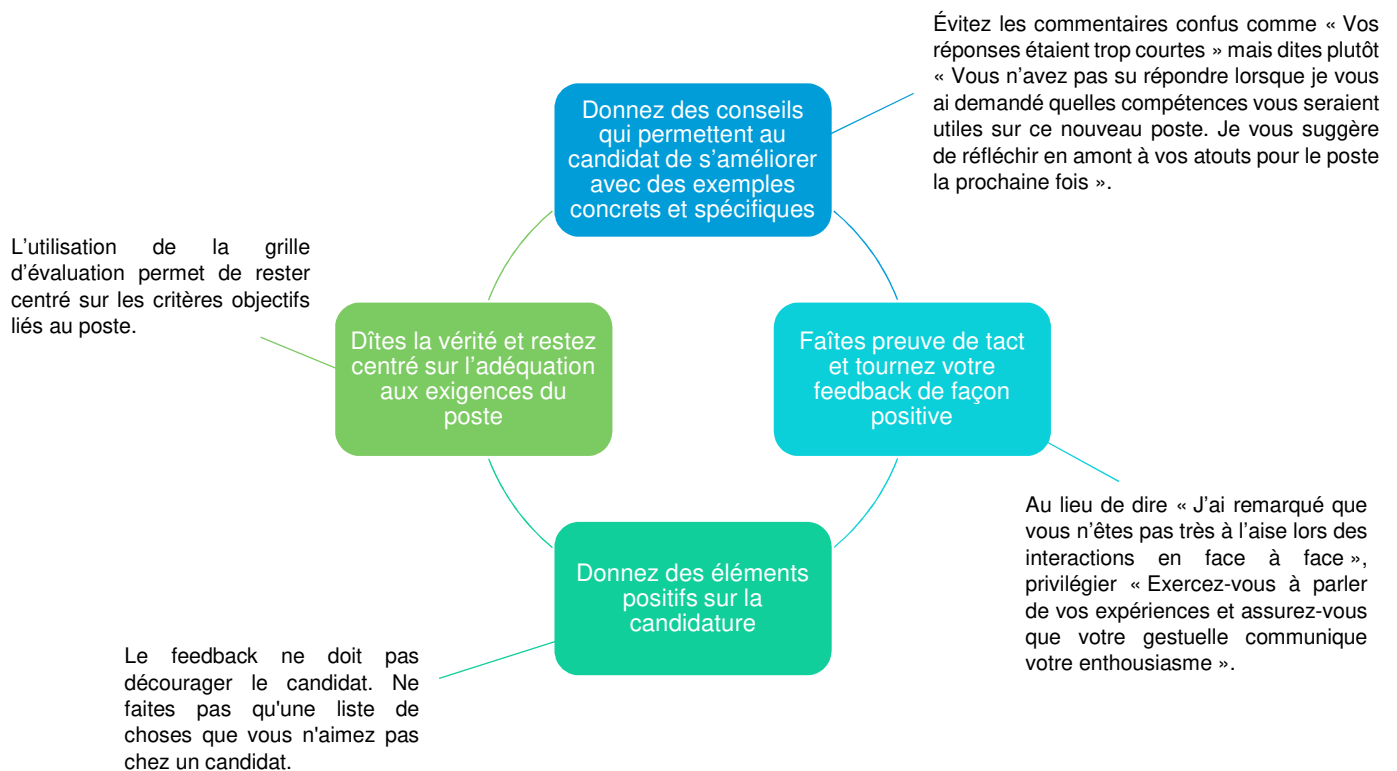 Évitez les commentaires confus comme « Vos
réponses étaient trop courtes » mais dites plutôt
« Vous n’avez pas su répondre lorsque je vous
ai demandé quelles compétences vous seraient
utiles sur ce nouveau poste. Je vous suggère
de réfléchir en amont à vos atouts pour le poste
la prochaine fois ».
Donnez des conseils
qui permettent au
candidat de s’améliorer
avec des exemples
concrets et spécifiques
L’utilisation de la grille
d’évaluation permet de rester
centré sur les critères objectifs
liés au poste.
Dîtes la vérité et restez
centré sur l’adéquation
aux exigences du
poste
Faîtes preuve de tact
et tournez votre
feedback de façon
positive
Au lieu de dire « J’ai remarqué que
vous n’êtes pas très à l’aise lors des
interactions en face à face »,
privilégier « Exercez-vous à parler
de vos expériences et assurez-vous
que votre gestuelle communique
votre enthousiasme ».
Donnez des éléments
positifs sur la
candidature
Le feedback ne doit pas
décourager le candidat. Ne
faites pas qu'une liste de
choses que vous n'aimez pas
chez un candidat.